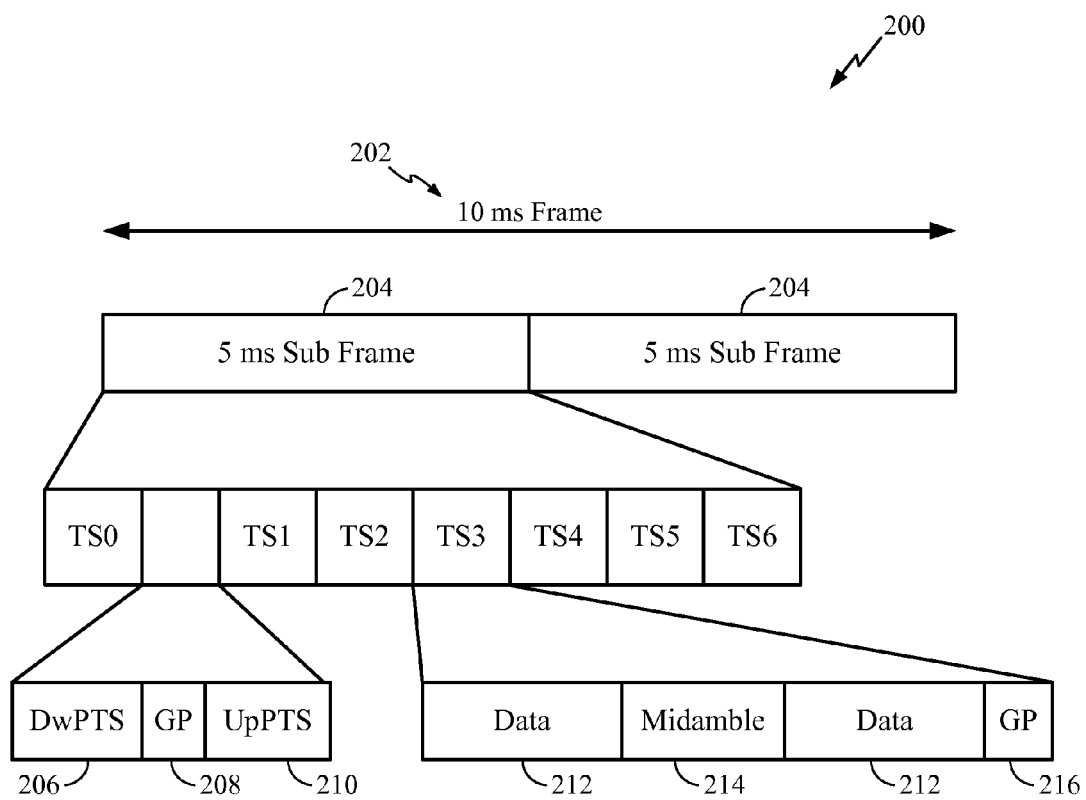 200
202
10 ms Frame
204 204
5 ms Sub Frame 5 ms Sub Frame
TS0 TS1 TS2 TS3 TS4 TS5 TS6
DwPTS GP UpPTS Data Midamble Data GP
206 208 210 212 214 212 216